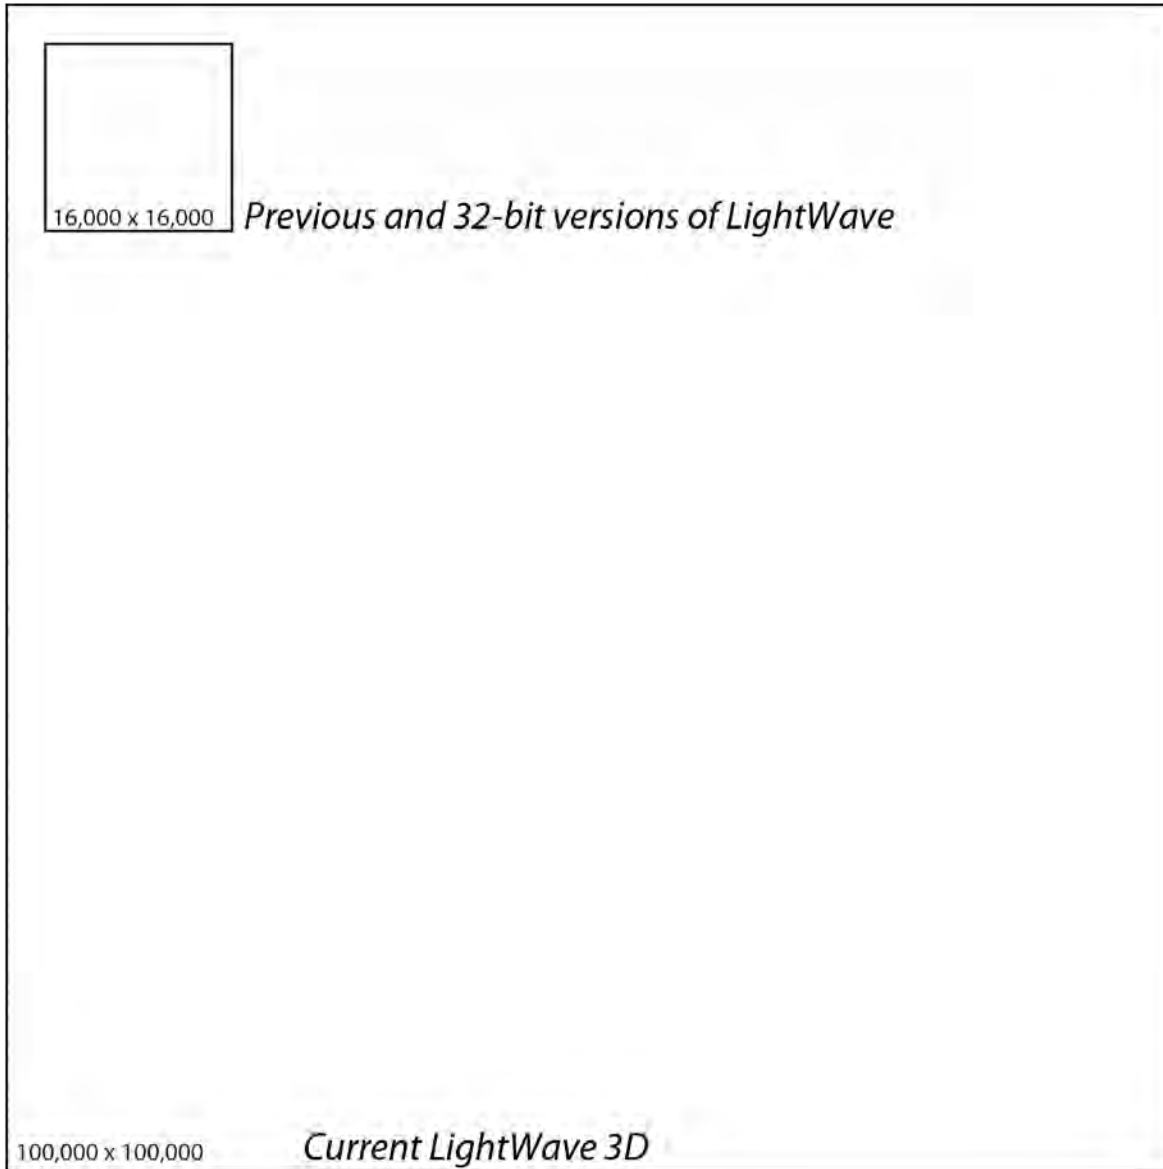 16,000 x 16,000
Previous and 32-bit versions of LightWave
100,000 x 100,000
Current LightWave 3D